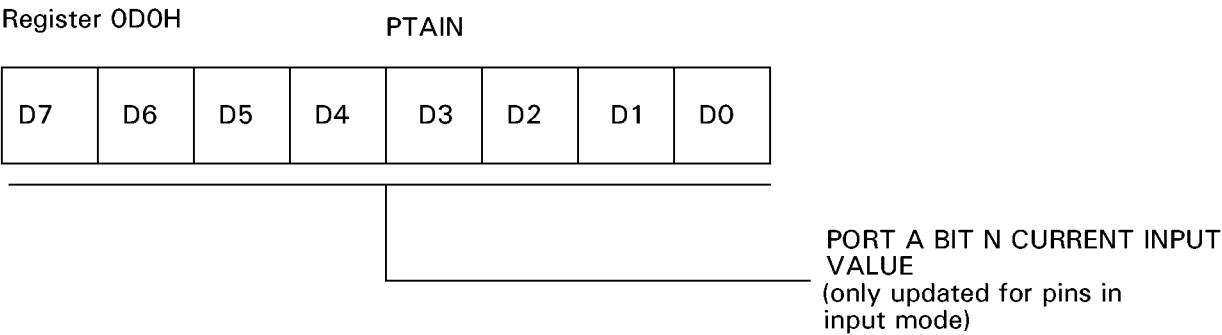 Register 0D0H
PTAIN
D7 D6 D5 D4 D3 D2 D1 D0
PORT A BIT N CURRENT INPUT
VALUE
(only updated for pins in
input mode)